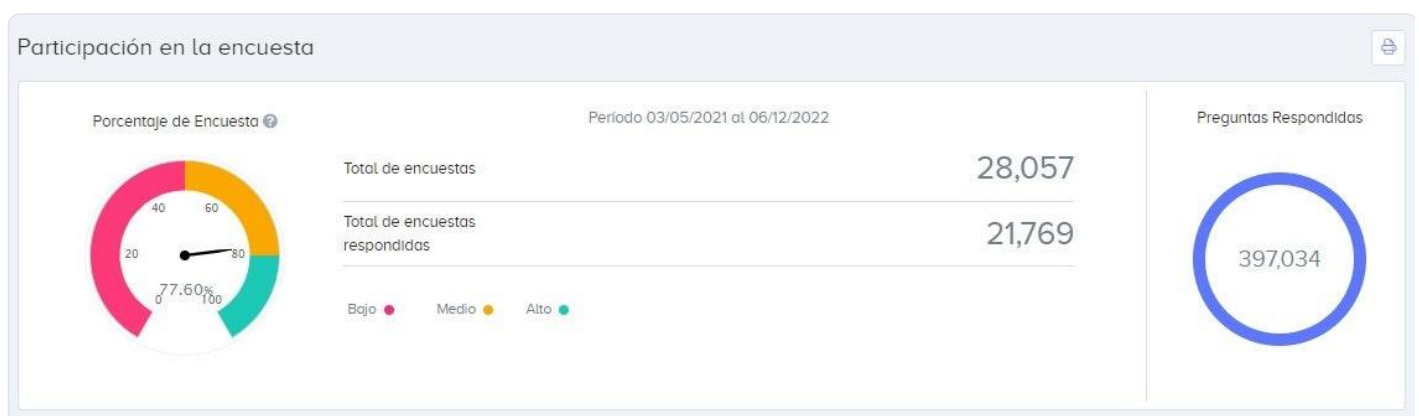 Participación en la encuesta
Porcentaje de Encuesta ?
40 60
20 80
77.60%
0 100
Periodo 03/05/2021 al 06/12/2022
Total de encuestas 28,057
Total de encuestas
respondidas 21,769
Bajo Medio Alto
Preguntas Respondidas
397,034